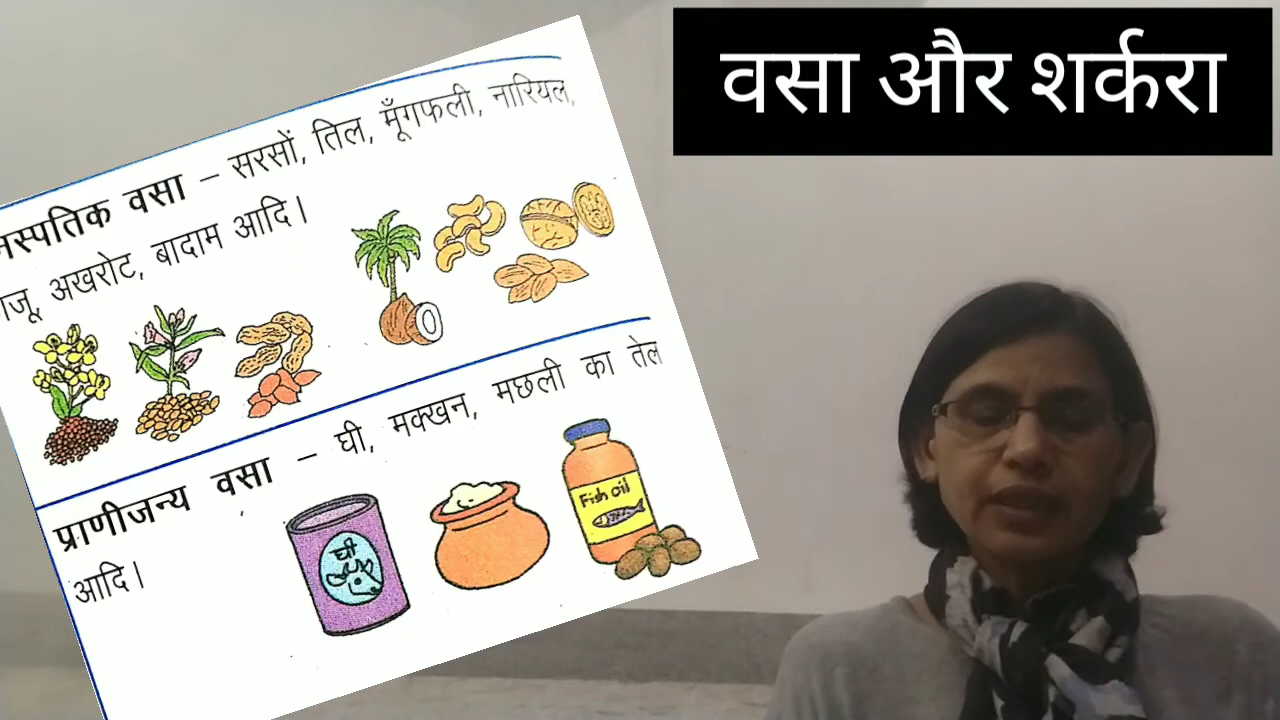 वसा और शर्करा
नस्पतिक वसा – सरसों, तिल, मूँगफली, नारियल,
जू, अखरोट, बादाम आदि।
प्राणीजन्य वसा – घी, मक्खन, मछली का तेल
आदि।
घी
Fish oil